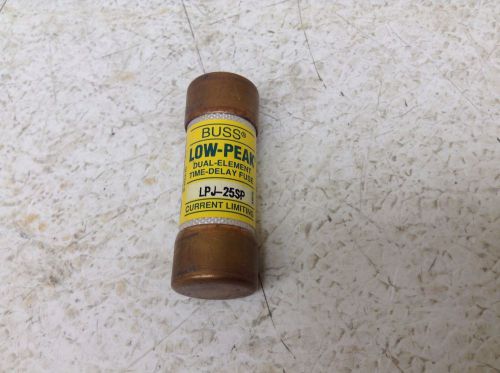 BUSS®
LOW-PEAK
DUAL-ELEMENT
TIME-DELAY FUSE
LPJ-25SP
CURRENT LIMITING